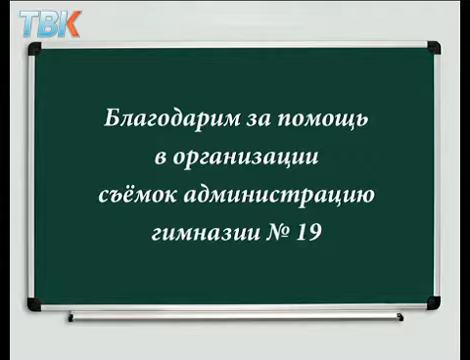 ТВК
Благодарим за помощь
в организации
съёмок администрацию
гимназии № 19